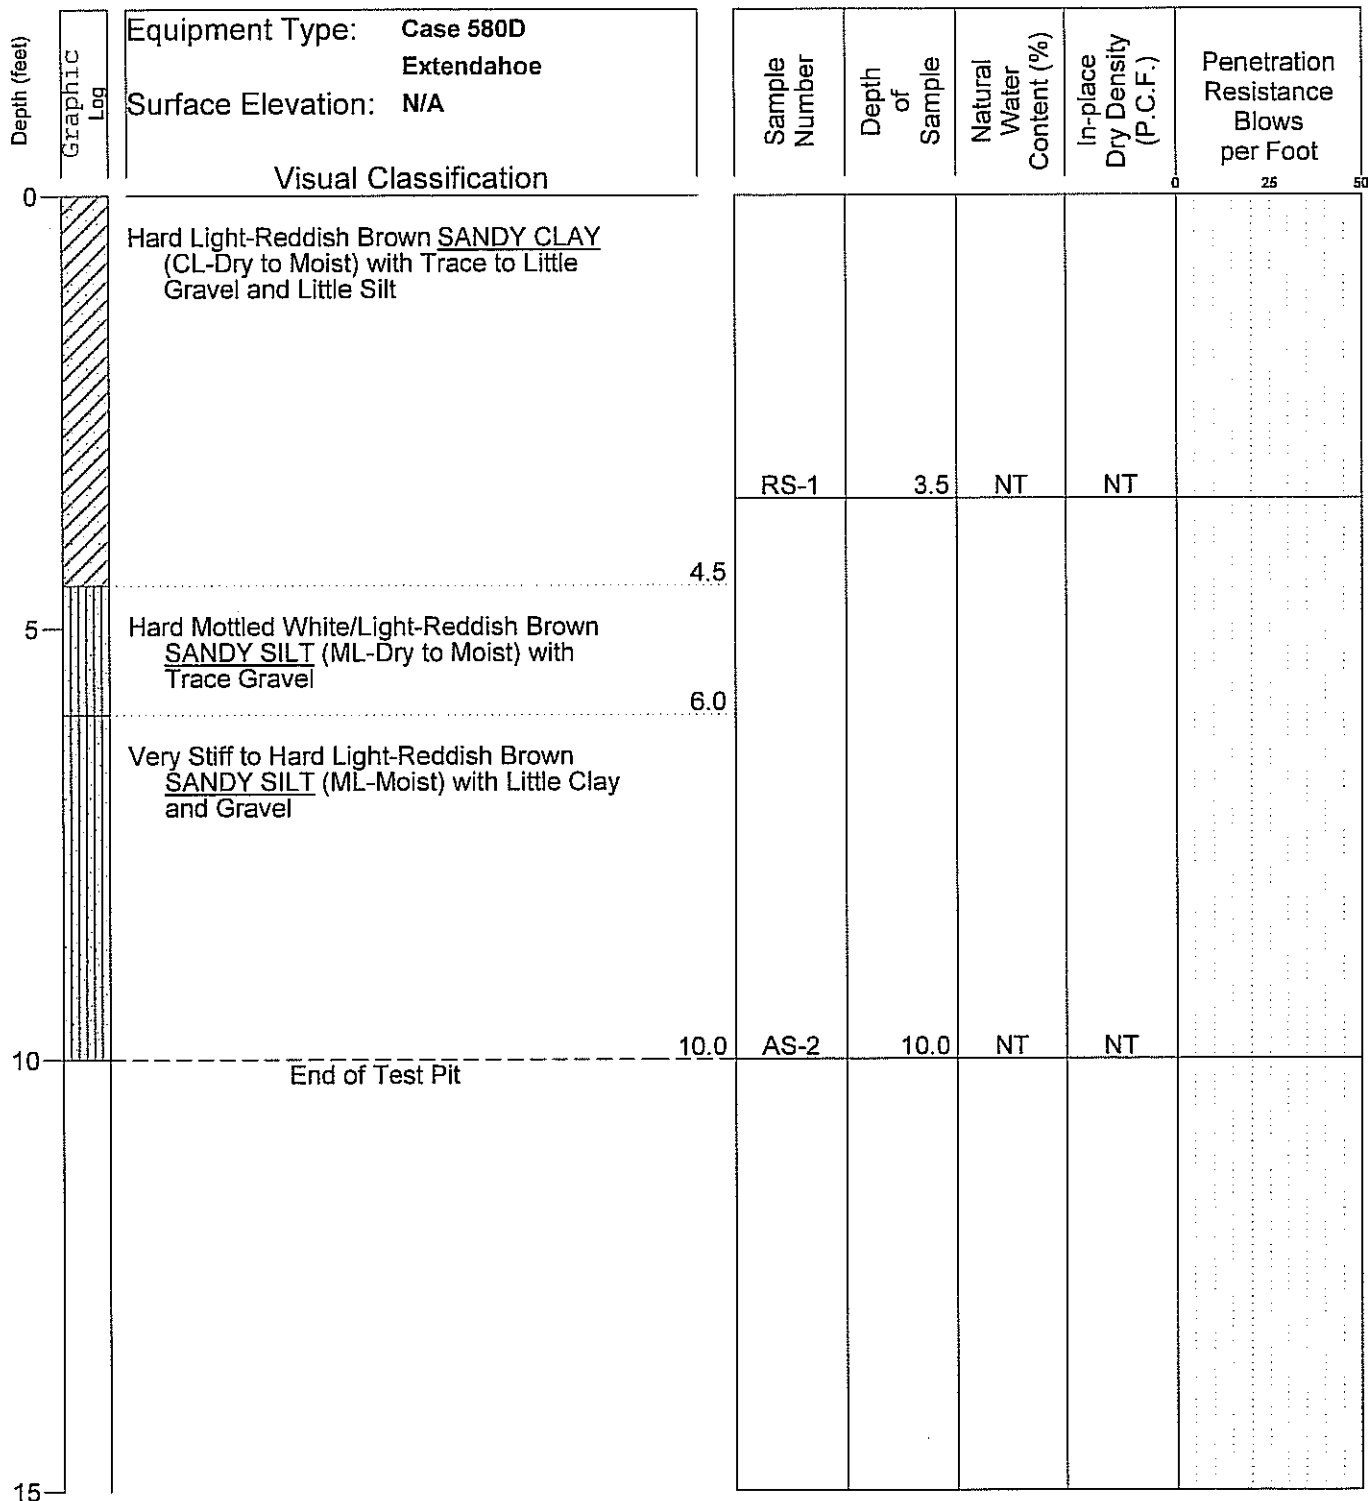 Depth (feet)
Graphic
Log
Equipment Type: Case 580D
Extendahoe
Surface Elevation: N/A
Visual Classification
Sample
Number
Depth
of
Sample
Natural
Water
Content (%)
In-place
Dry Density
(P.C.F.)
Penetration
Resistance
Blows
per Foot
0 25 50
0
Hard Light-Reddish Brown SANDY CLAY
(CL-Dry to Moist) with Trace to Little
Gravel and Little Silt
RS-1 3.5 NT NT
4.5
5
Hard Mottled White/Light-Reddish Brown
SANDY SILT (ML-Dry to Moist) with
Trace Gravel
6.0
Very Stiff to Hard Light-Reddish Brown
SANDY SILT (ML-Moist) with Little Clay
and Gravel
10 10.0 AS-2 10.0 NT NT
End of Test Pit
15